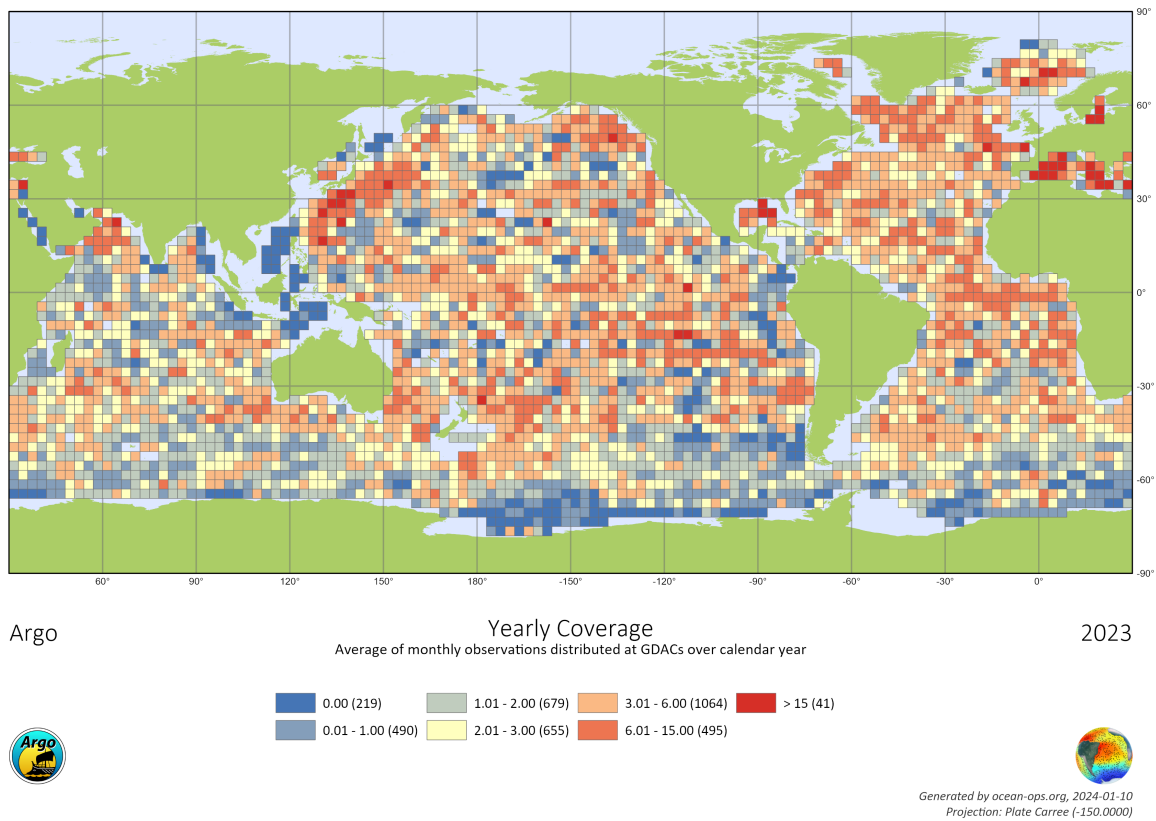 90°
60°
30°
0°
-30°
-60°
-90°
60° 90° 120° 150° 180° -150° -120° -90° -60° -30° 0°
Argo Yearly Coverage 2023
Average of monthly observations distributed at GDACs over calendar year
0.00 (219) 1.01 - 2.00 (679) 3.01 - 6.00 (1064) > 15 (41)
0.01 - 1.00 (490) 2.01 - 3.00 (655) 6.01 - 15.00 (495)
Argo
Generated by ocean-ops.org, 2024-01-10
Projection: Plate Carree (-150.0000)